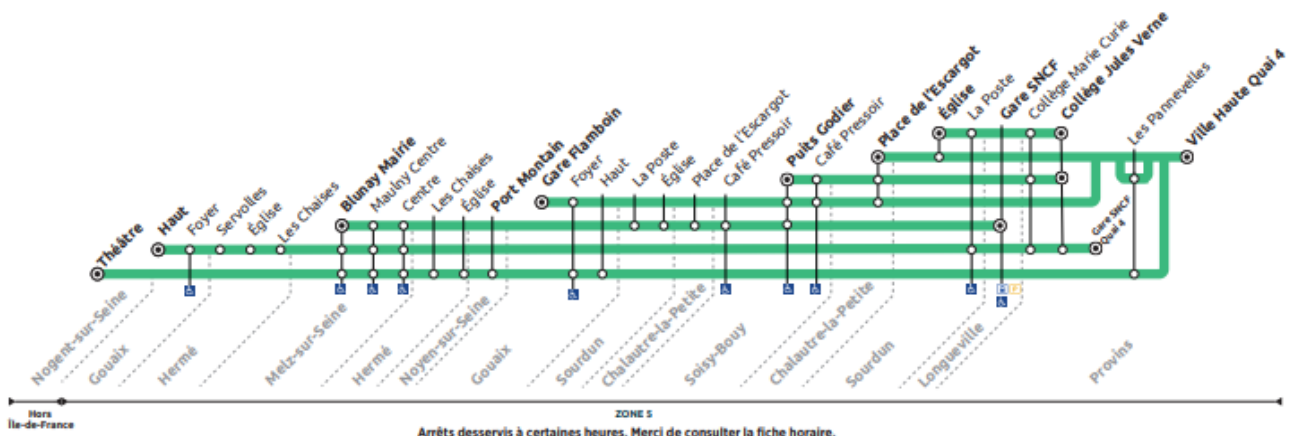 Théâtre
Haut
Foyer
Servolles
Église
Les Chaises
Blunay Mairie
Maulny Centre
Centre
Les Chaises
Église
Port Montain
Gare Flamboin
Foyer
Haut
La Poste
Église
Place de l'Escargot
Café Pressoir
Puits Godier
Café Pressoir
Place de l'Escargot
Église
La Poste
Gare SNCF
Collège Marie Curie
Collège Jules Verne
Les Pannevelles
Ville Haute Quai 4
Gare SNCF
Quai 4
Nogent-sur-Seine
Gouaix
Hermé
Melz-sur-Seine
Hermé
Noyen-sur-Seine
Gouaix
Sourdun
Chalautre-la-Petite
Soisy-Bouy
Chalautre-la-Petite
Sourdun
Longueville
Provins
Hors
Île-de-France
ZONE 5
Arrêts desservis à certaines heures. Merci de consulter la fiche horaire.